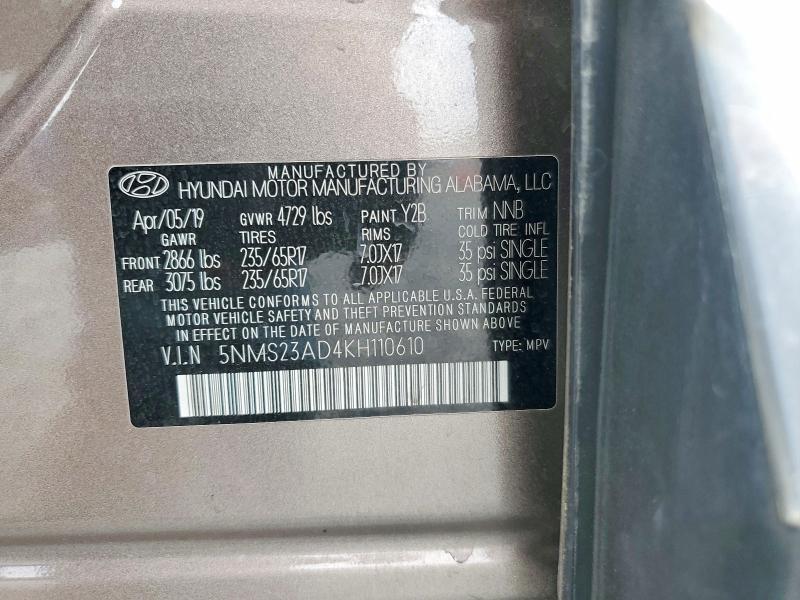 MANUFACTURED BY
HYUNDAI MOTOR MANUFACTURING ALABAMA, LLC
Apr/05/19 GVWR 4729 lbs PAINT Y2B TRIM NNB
GAWR TIRES RIMS COLD TIRE INFL
FRONT 2866 lbs 235/65R17 7.0JX17 35 psi SINGLE
REAR 3075 lbs 235/65R17 7.0JX17 35 psi SINGLE
THIS VEHICLE CONFORMS TO ALL APPLICABLE U.S.A. FEDERAL
MOTOR VEHICLE SAFETY AND THEFT PREVENTION STANDARDS
IN EFFECT ON THE DATE OF MANUFACTURE SHOWN ABOVE.
V.I.N 5NMS23AD4KH110610 TYPE: MPV